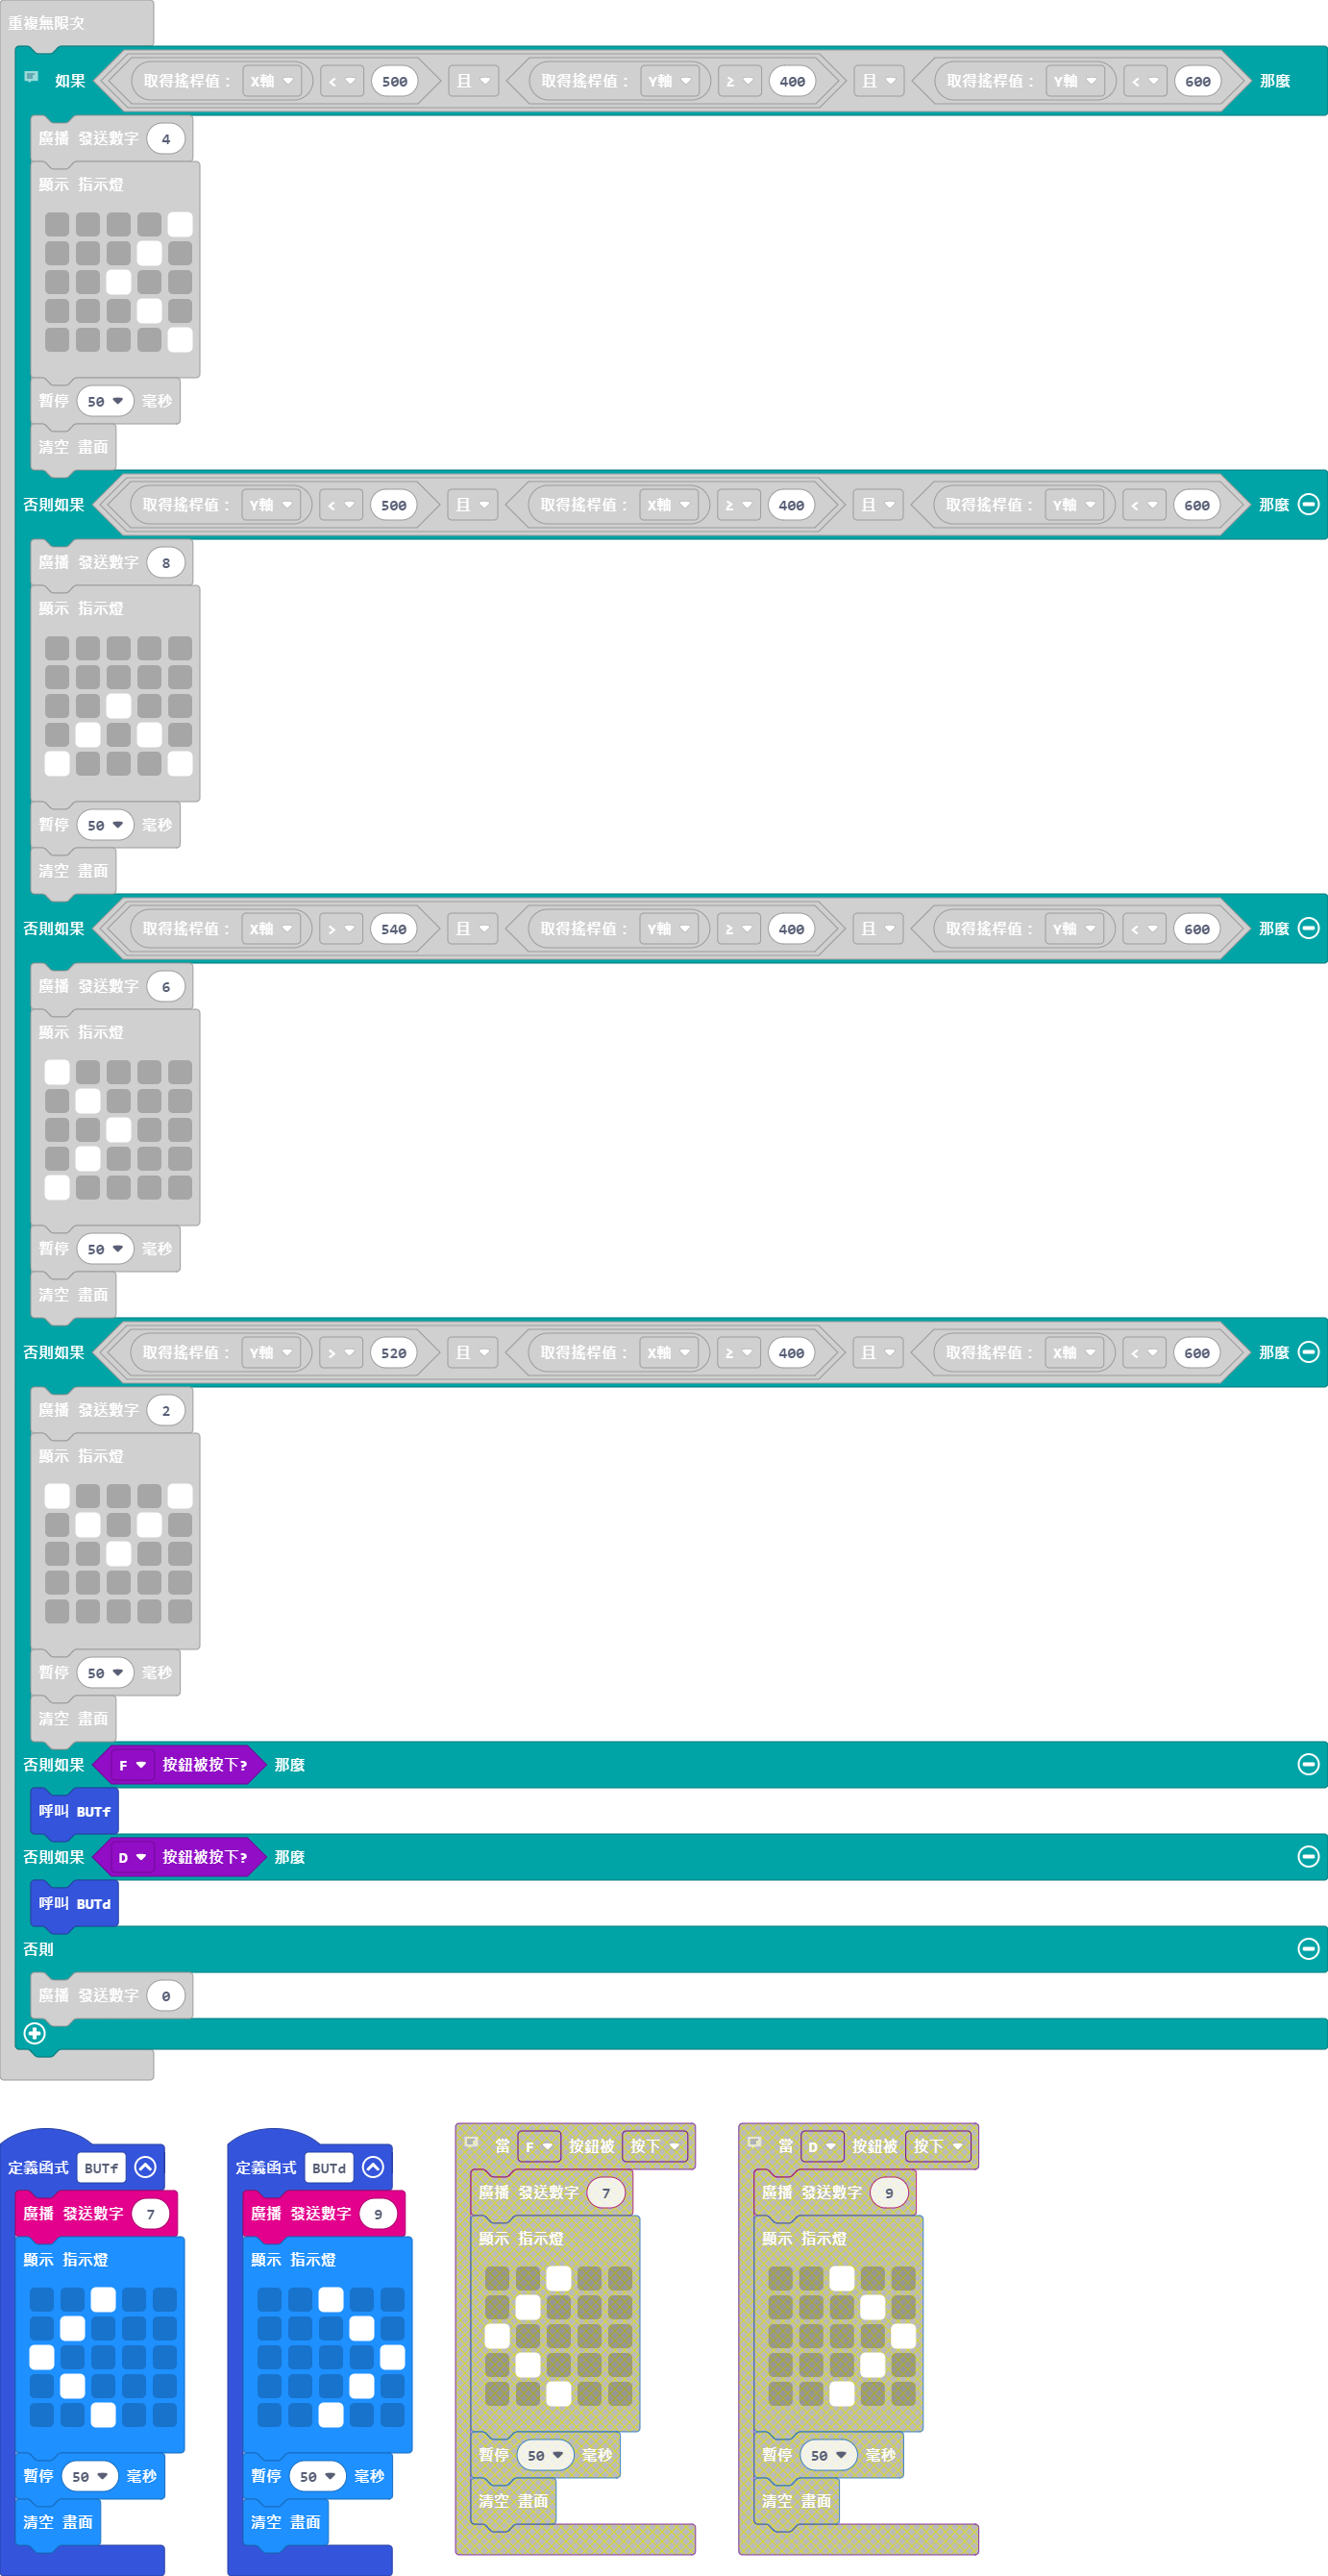 重複無限次
如果 取得搖桿值： X軸 < 500 且 取得搖桿值： Y軸 ≥ 400 且 取得搖桿值： Y軸 < 600 那麼
廣播 發送數字 4
顯示 指示燈
暫停 50 毫秒
清空 畫面
否則如果 取得搖桿值： Y軸 < 500 且 取得搖桿值： X軸 ≥ 400 且 取得搖桿值： Y軸 < 600 那麼
廣播 發送數字 8
顯示 指示燈
暫停 50 毫秒
清空 畫面
否則如果 取得搖桿值： X軸 > 540 且 取得搖桿值： Y軸 ≥ 400 且 取得搖桿值： Y軸 < 600 那麼
廣播 發送數字 6
顯示 指示燈
暫停 50 毫秒
清空 畫面
否則如果 取得搖桿值： Y軸 > 520 且 取得搖桿值： X軸 ≥ 400 且 取得搖桿值： X軸 < 600 那麼
廣播 發送數字 2
顯示 指示燈
暫停 50 毫秒
清空 畫面
否則如果 F 按鈕被按下? 那麼
呼叫 BUTf
否則如果 D 按鈕被按下? 那麼
呼叫 BUTd
否則
廣播 發送數字 0
定義函式 BUTf
廣播 發送數字 7
顯示 指示燈
暫停 50 毫秒
清空 畫面
定義函式 BUTd
廣播 發送數字 9
顯示 指示燈
暫停 50 毫秒
清空 畫面
當 F 按鈕被 按下
廣播 發送數字 7
顯示 指示燈
暫停 50 毫秒
清空 畫面
當 D 按鈕被 按下
廣播 發送數字 9
顯示 指示燈
暫停 50 毫秒
清空 畫面